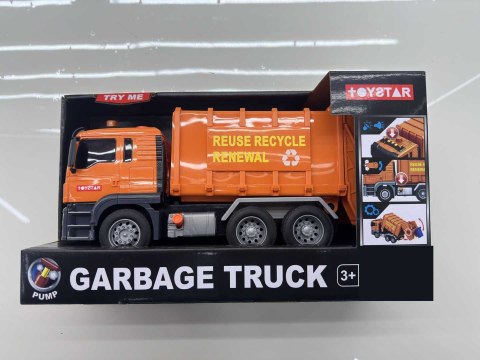 TRY ME
TOYSTAR
REUSE RECYCLE
RENEWAL
TOYSTAR
PUMP
GARBAGE TRUCK
3+